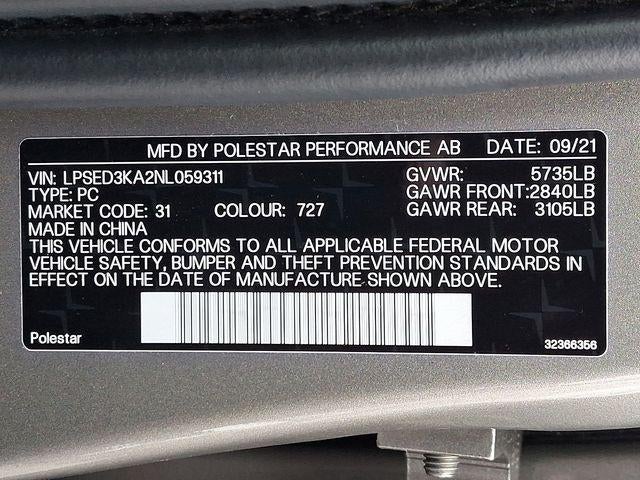 MFD BY POLESTAR PERFORMANCE AB DATE: 09/21
VIN: LPSED3KA2NL059311 GVWR: 5735LB
TYPE: PC GAWR FRONT:2840LB
MARKET CODE: 31 COLOUR: 727 GAWR REAR: 3105LB
MADE IN CHINA
THIS VEHICLE CONFORMS TO ALL APPLICABLE FEDERAL MOTOR
VEHICLE SAFETY, BUMPER AND THEFT PREVENTION STANDARDS IN
EFFECT ON THE DATE OF MANUFACTURE SHOWN ABOVE.
Polestar 32366356